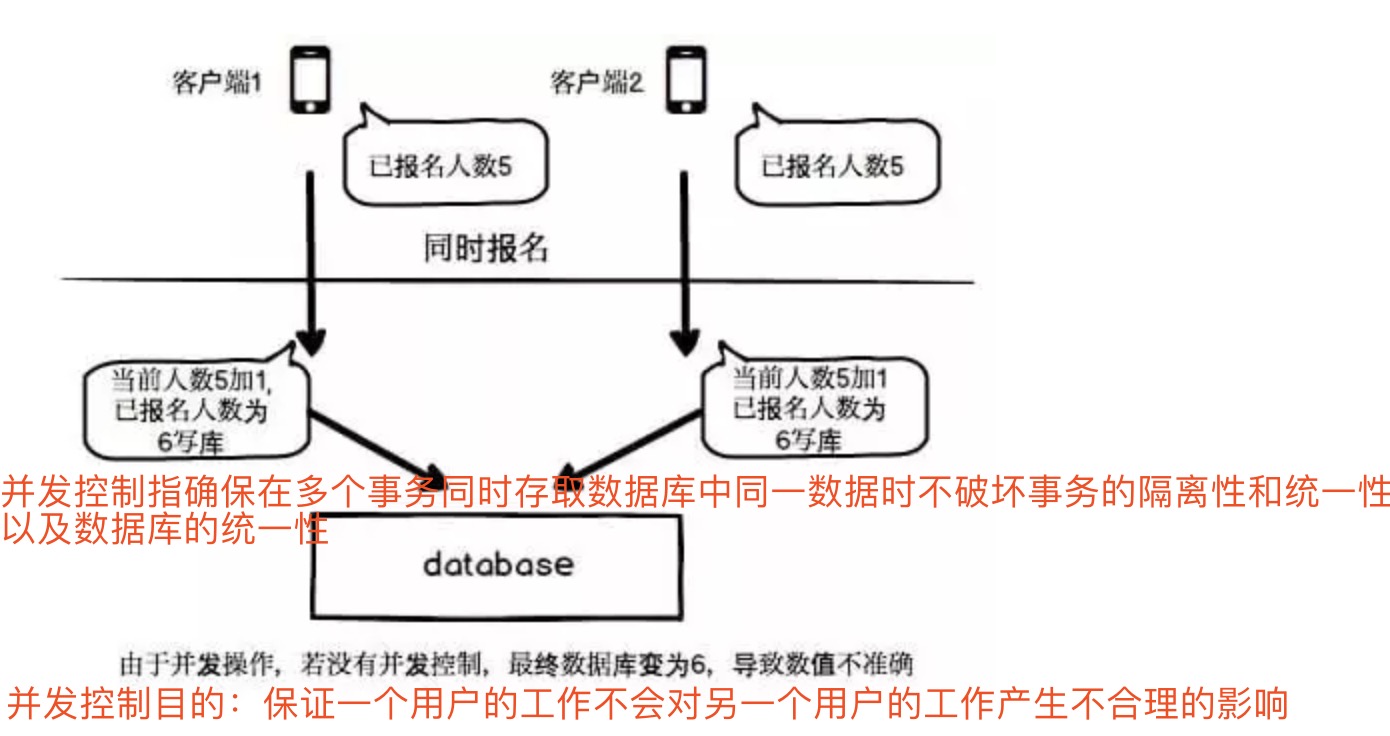 客户端1
客户端2
已报名人数5
已报名人数5
同时报名
当前人数5加1,
已报名人数为
6写库
当前人数5加1
已报名人数为
6写库
并发控制指确保在多个事务同时存取数据库中同一数据时不破坏事务的隔离性和统一性
以及数据库的统一性
database
由于并发操作，若没有并发控制，最终数据库变为6，导致数值不准确
并发控制目的：保证一个用户的工作不会对另一个用户的工作产生不合理的影响